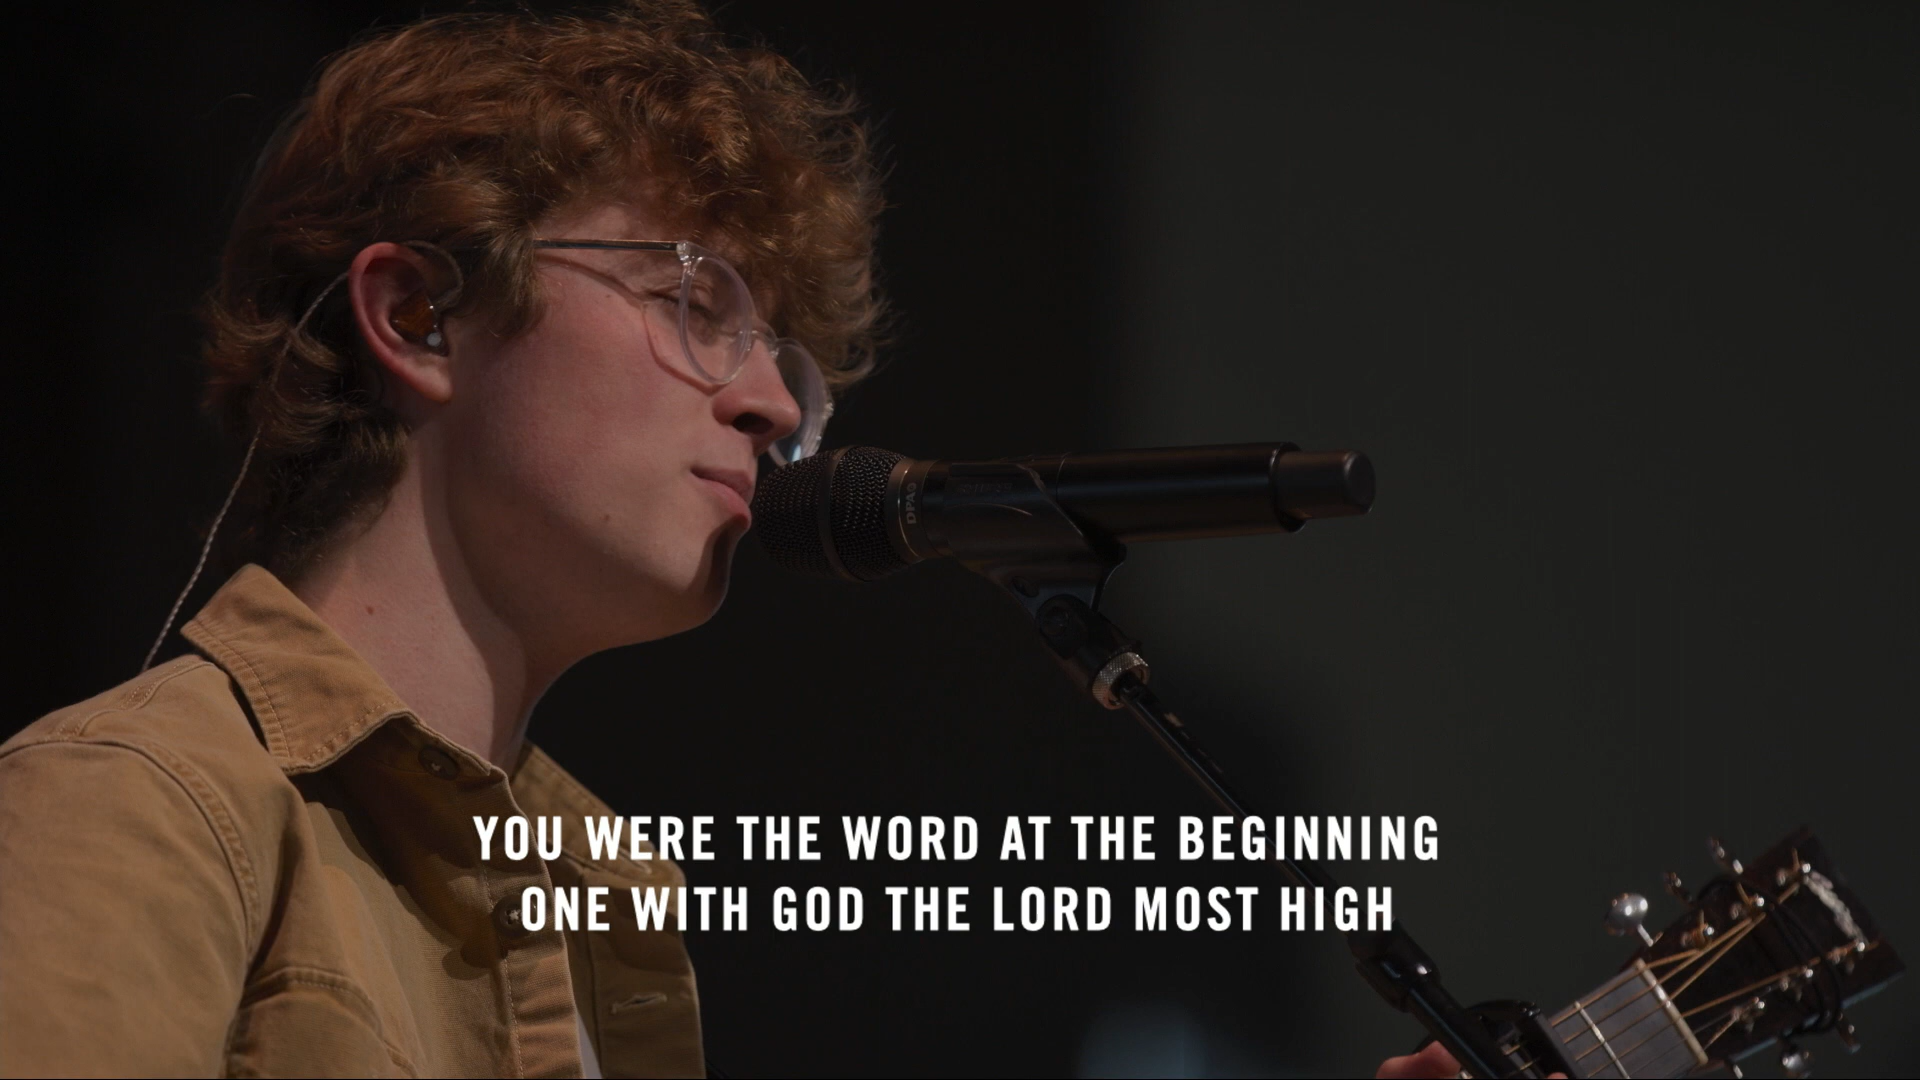 YOU WERE THE WORD AT THE BEGINNING
ONE WITH GOD THE LORD MOST HIGH